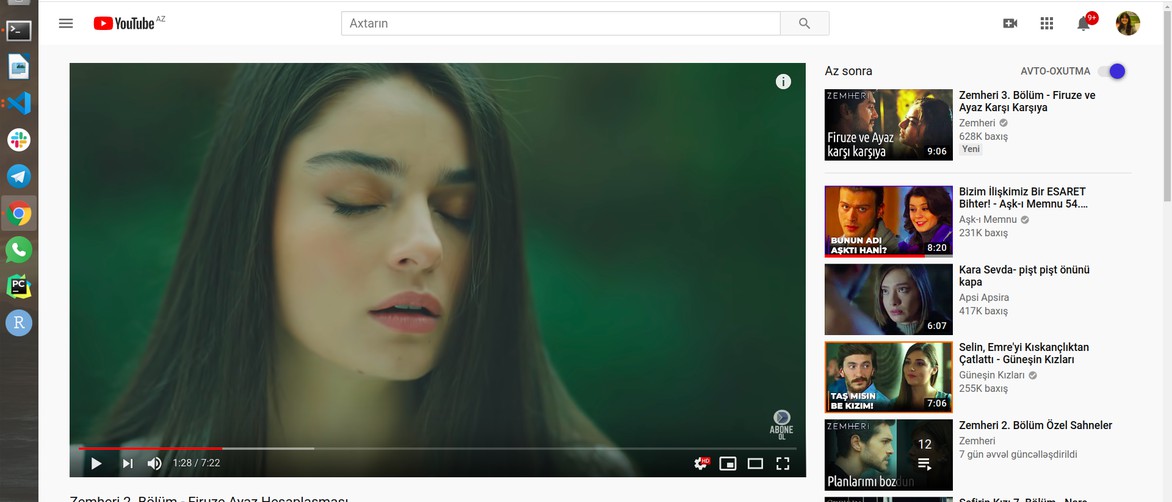 YouTube AZ
Axtarın
9+
ABONE
OL
1:28 / 7:22
HD
Zemheri 2. Bölüm - Firuze Ayaz Hesaplaşması
Az sonra
AVTO-OXUTMA
ZEMHERİ
Firuze ve Ayaz
karşı karşıya
9:06
Zemheri 3. Bölüm - Firuze ve
Ayaz Karşı Karşıya
Zemheri
628K baxış
Yeni
BUNUN ADI
AŞKTI HANİ?
8:20
Bizim İlişkimiz Bir ESARET
Bihter! - Aşk-ı Memnu 54....
Aşk-ı Memnu
231K baxış
6:07
Kara Sevda- pişt pişt önünü
kapa
Apsi Apsira
417K baxış
TAŞ MISIN
BE KIZIM!
7:06
Selin, Emre'yi Kıskançlıktan
Çatlattı - Güneşin Kızları
Güneşin Kızları
255K baxış
ZEMHERİ
Planlarımı bozdun
12
Zemheri 2. Bölüm Özel Sahneler
Zemheri
7 gün əvvəl güncəlləşdirildi
Sefirin Kızı 7. Bölüm - Nare
PC
R